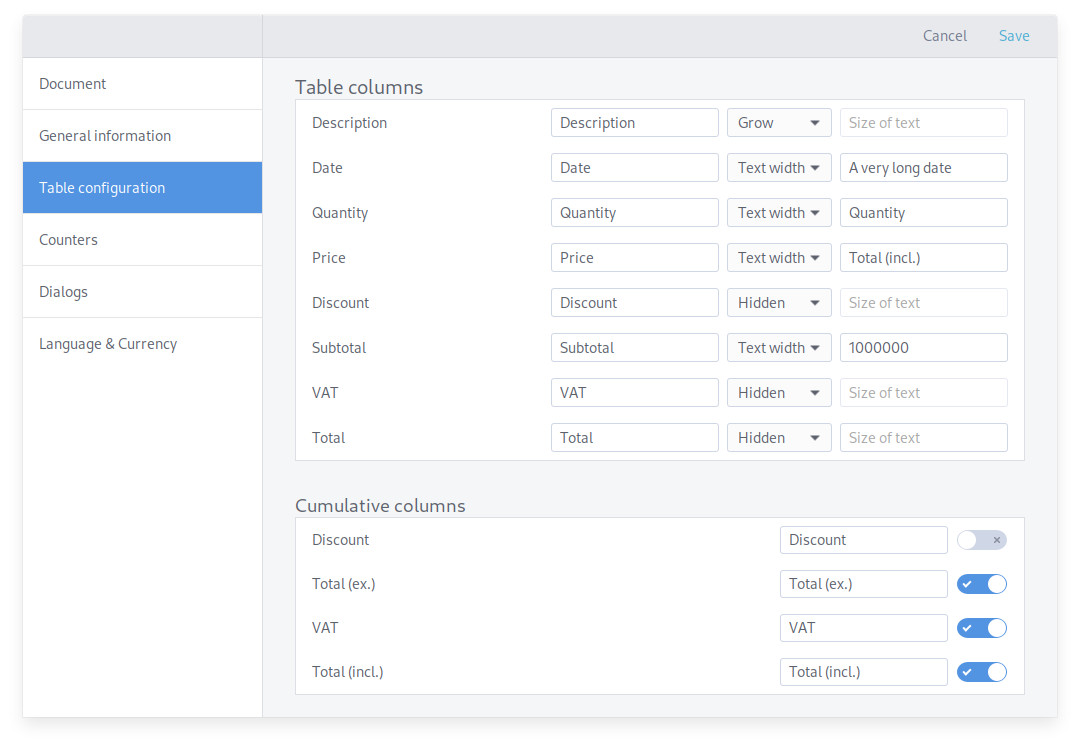 Cancel Save
Document
General information
Table configuration
Counters
Dialogs
Language & Currency
Table columns
Description Description Grow Size of text
Date Date Text width A very long date
Quantity Quantity Text width Quantity
Price Price Text width Total (incl.)
Discount Discount Hidden Size of text
Subtotal Subtotal Text width 1000000
VAT VAT Hidden Size of text
Total Total Hidden Size of text
Cumulative columns
Discount Discount
Total (ex.) Total (ex.)
VAT VAT
Total (incl.) Total (incl.)